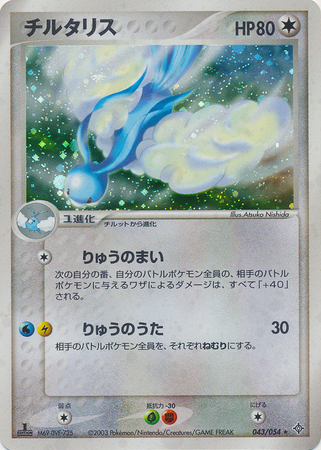 チルタリス HP80
Illus.Atsuko Nishida
1進化 チルットから進化
りゅうのまい
次の自分の番、自分のバトルポケモン全員の、相手のバトル
ポケモンに与えるワザによるダメージは、すべて「+40」さ
れる。
りゅうのうた 30
相手のバトルポケモン全員を、それぞれねむりにする。
弱点 抵抗力 -30 にげる
1 EDITION ©2003 Pokémon/Nintendo/Creatures/GAME FREAK 043/054 ★